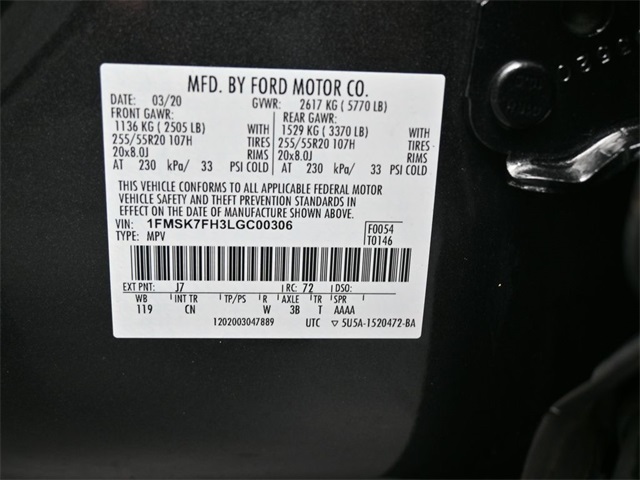 MFD. BY FORD MOTOR CO.
DATE: 03/20 GVWR: 2617 KG ( 5770 LB)
FRONT GAWR: REAR GAWR:
1136 KG ( 2505 LB) WITH 1529 KG ( 3370 LB) WITH
255/55R20 107H TIRES 255/55R20 107H TIRES
20x8.0J RIMS 20x8.0J RIMS
AT 230 kPa/ 33 PSI COLD AT 230 kPa/ 33 PSI COLD
THIS VEHICLE CONFORMS TO ALL APPLICABLE FEDERAL MOTOR
VEHICLE SAFETY AND THEFT PREVENTION STANDARDS IN
EFFECT ON THE DATE OF MANUFACTURE SHOWN ABOVE.
VIN: 1FMSK7FH3LGC00306 F0054
TYPE: MPV T0146
EXT PNT: J7 RC: 72 DSO:
WB INT TR TP/PS R AXLE TR SPR
119 CN W 3B T AAAA
1202003047889 UTC ▽ 5U5A-1520472-BA